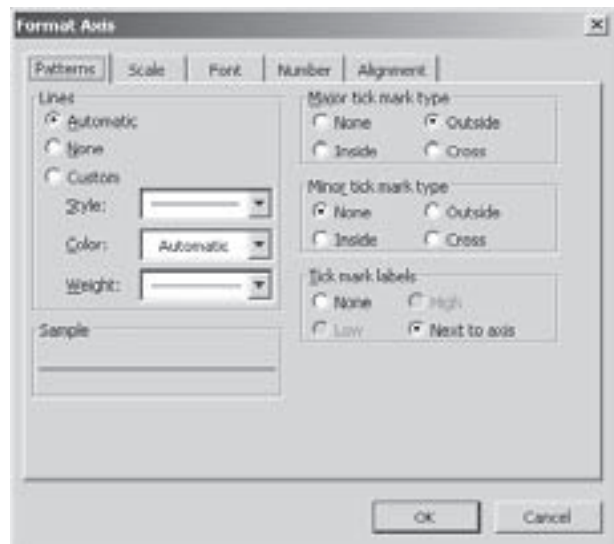 Format Axis
Patterns Scale Font Number Alignment
Lines
Automatic
None
Custom
Style:
Color: Automatic
Weight:
Sample
Major tick mark type
None Outside
Inside Cross
Minor tick mark type
None Outside
Inside Cross
Tick mark labels
None High
Low Next to axis
OK Cancel